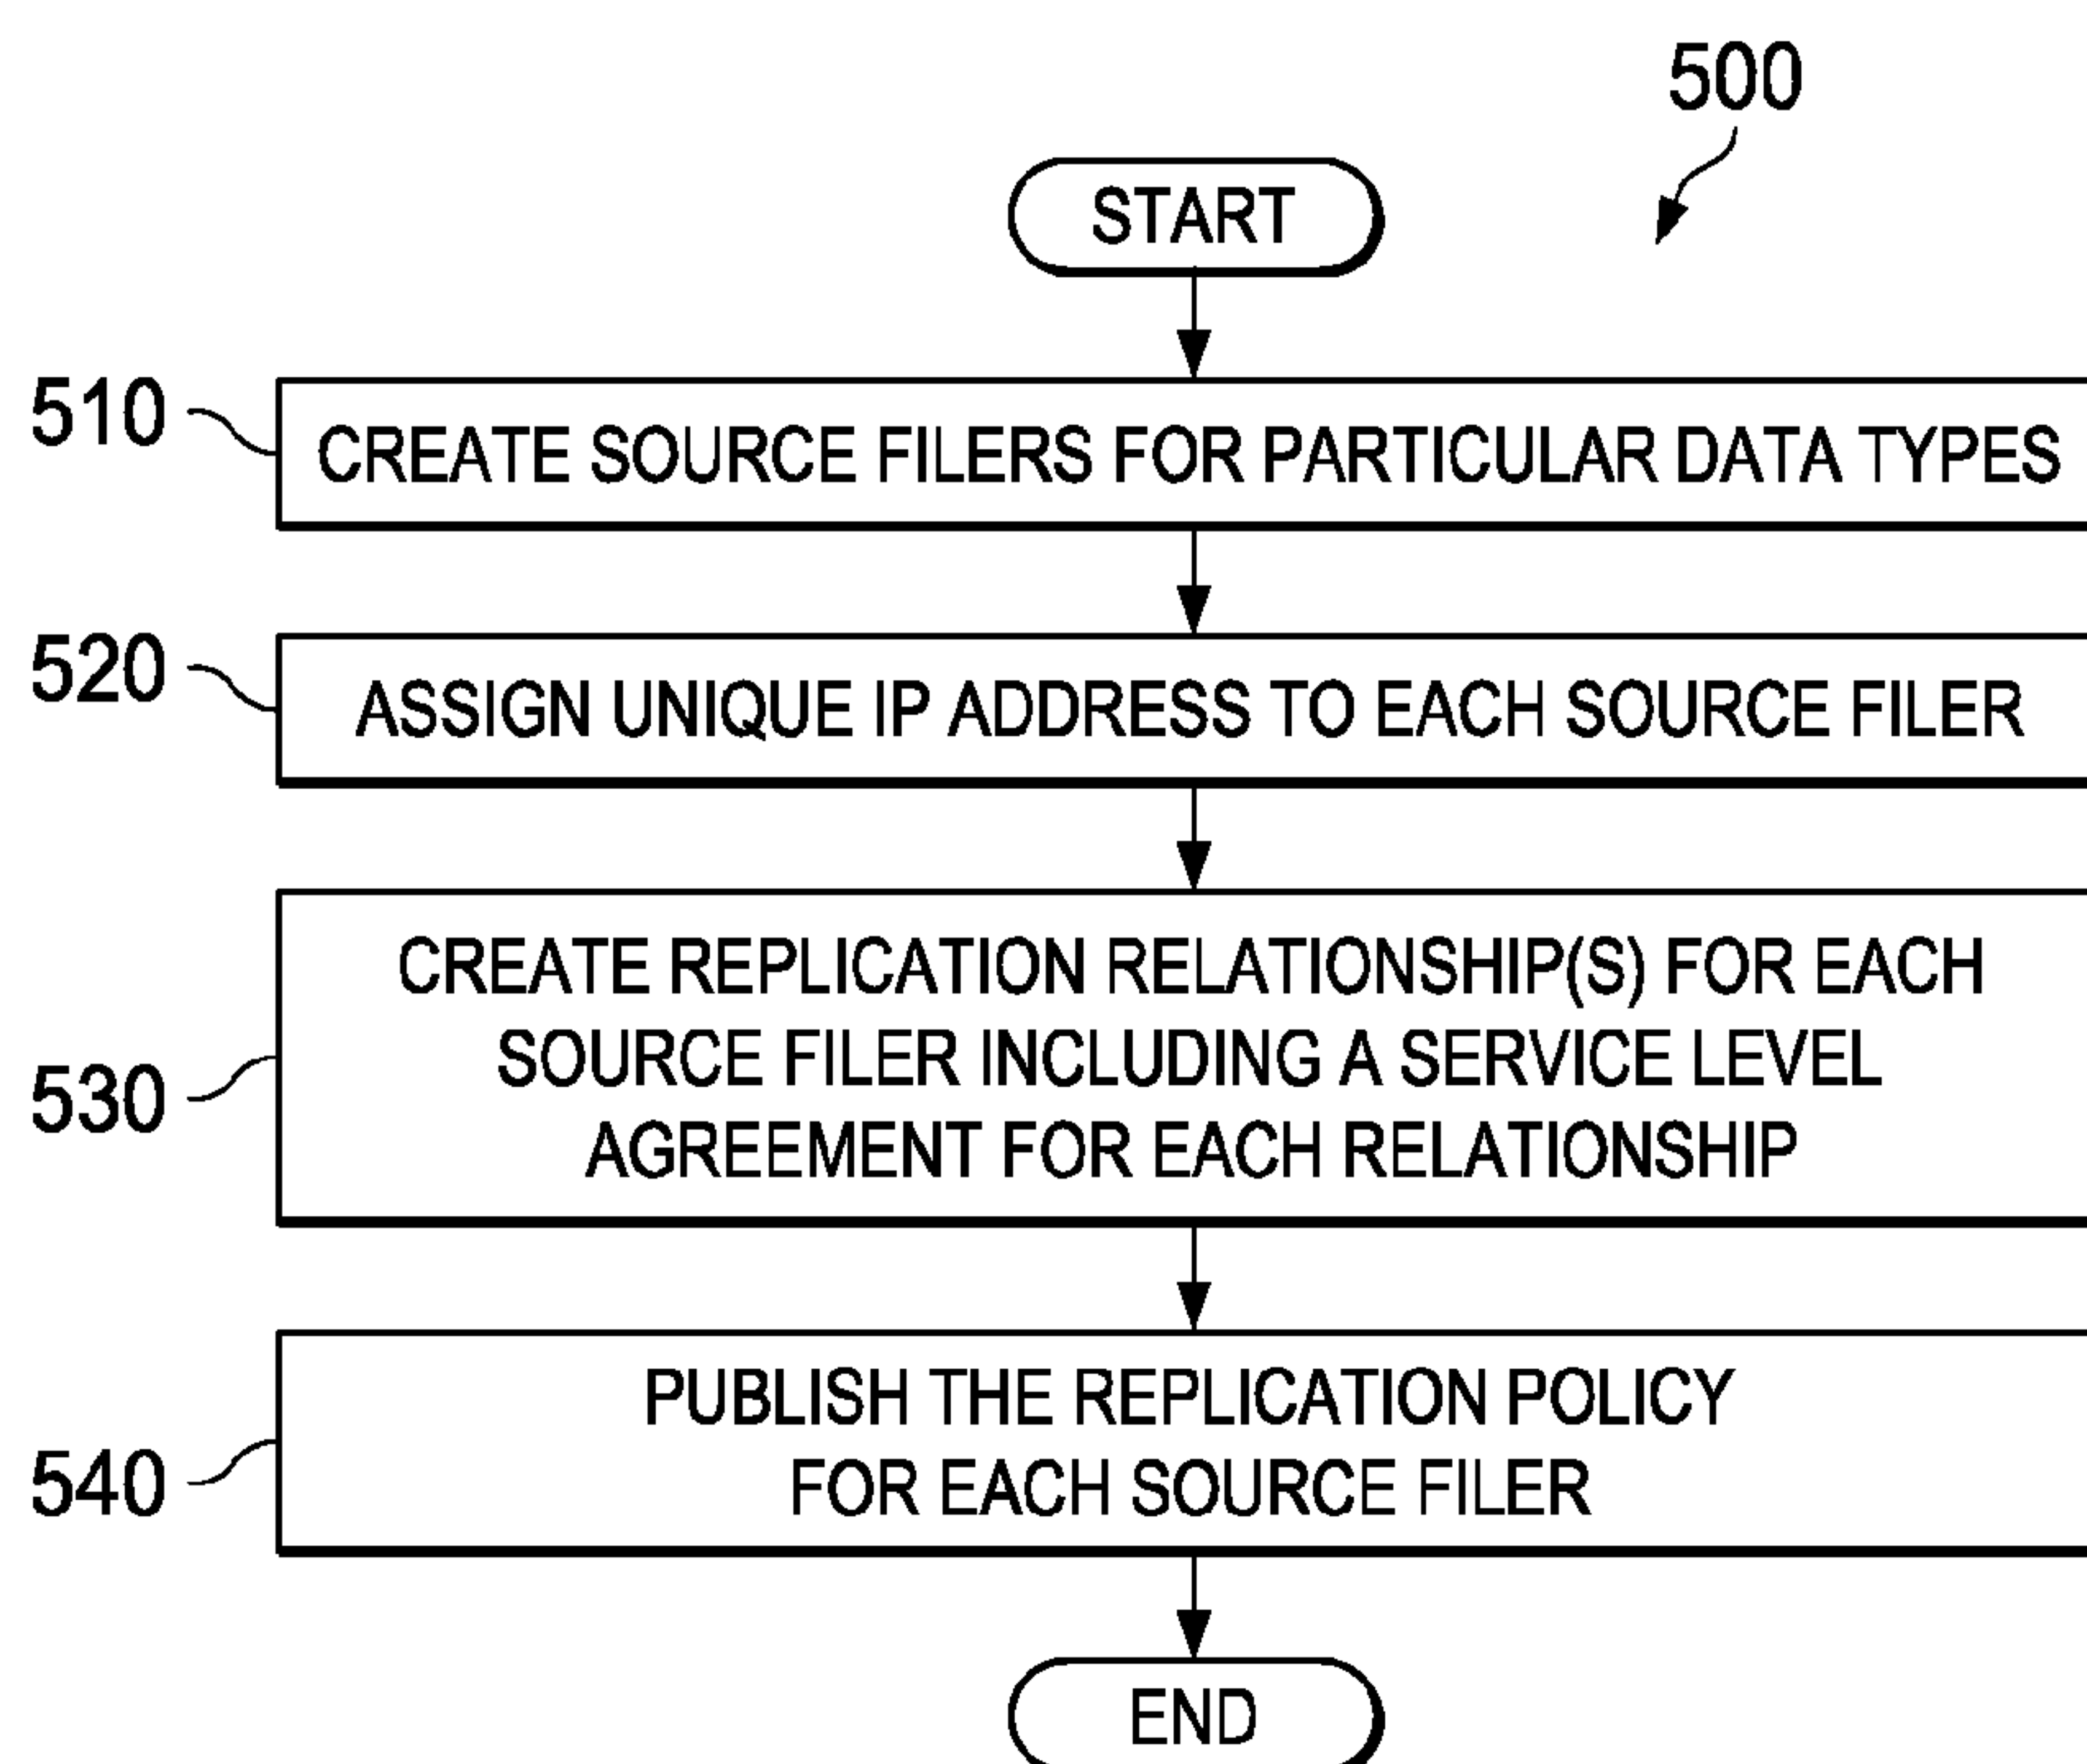 500
START
510
CREATE SOURCE FILERS FOR PARTICULAR DATA TYPES
520
ASSIGN UNIQUE IP ADDRESS TO EACH SOURCE FILER
CREATE REPLICATION RELATIONSHIP(S) FOR EACH
SOURCE FILER INCLUDING A SERVICE LEVEL
530
AGREEMENT FOR EACH RELATIONSHIP
PUBLISH THE REPLICATION POLICY
540
FOR EACH SOURCE FILER
END